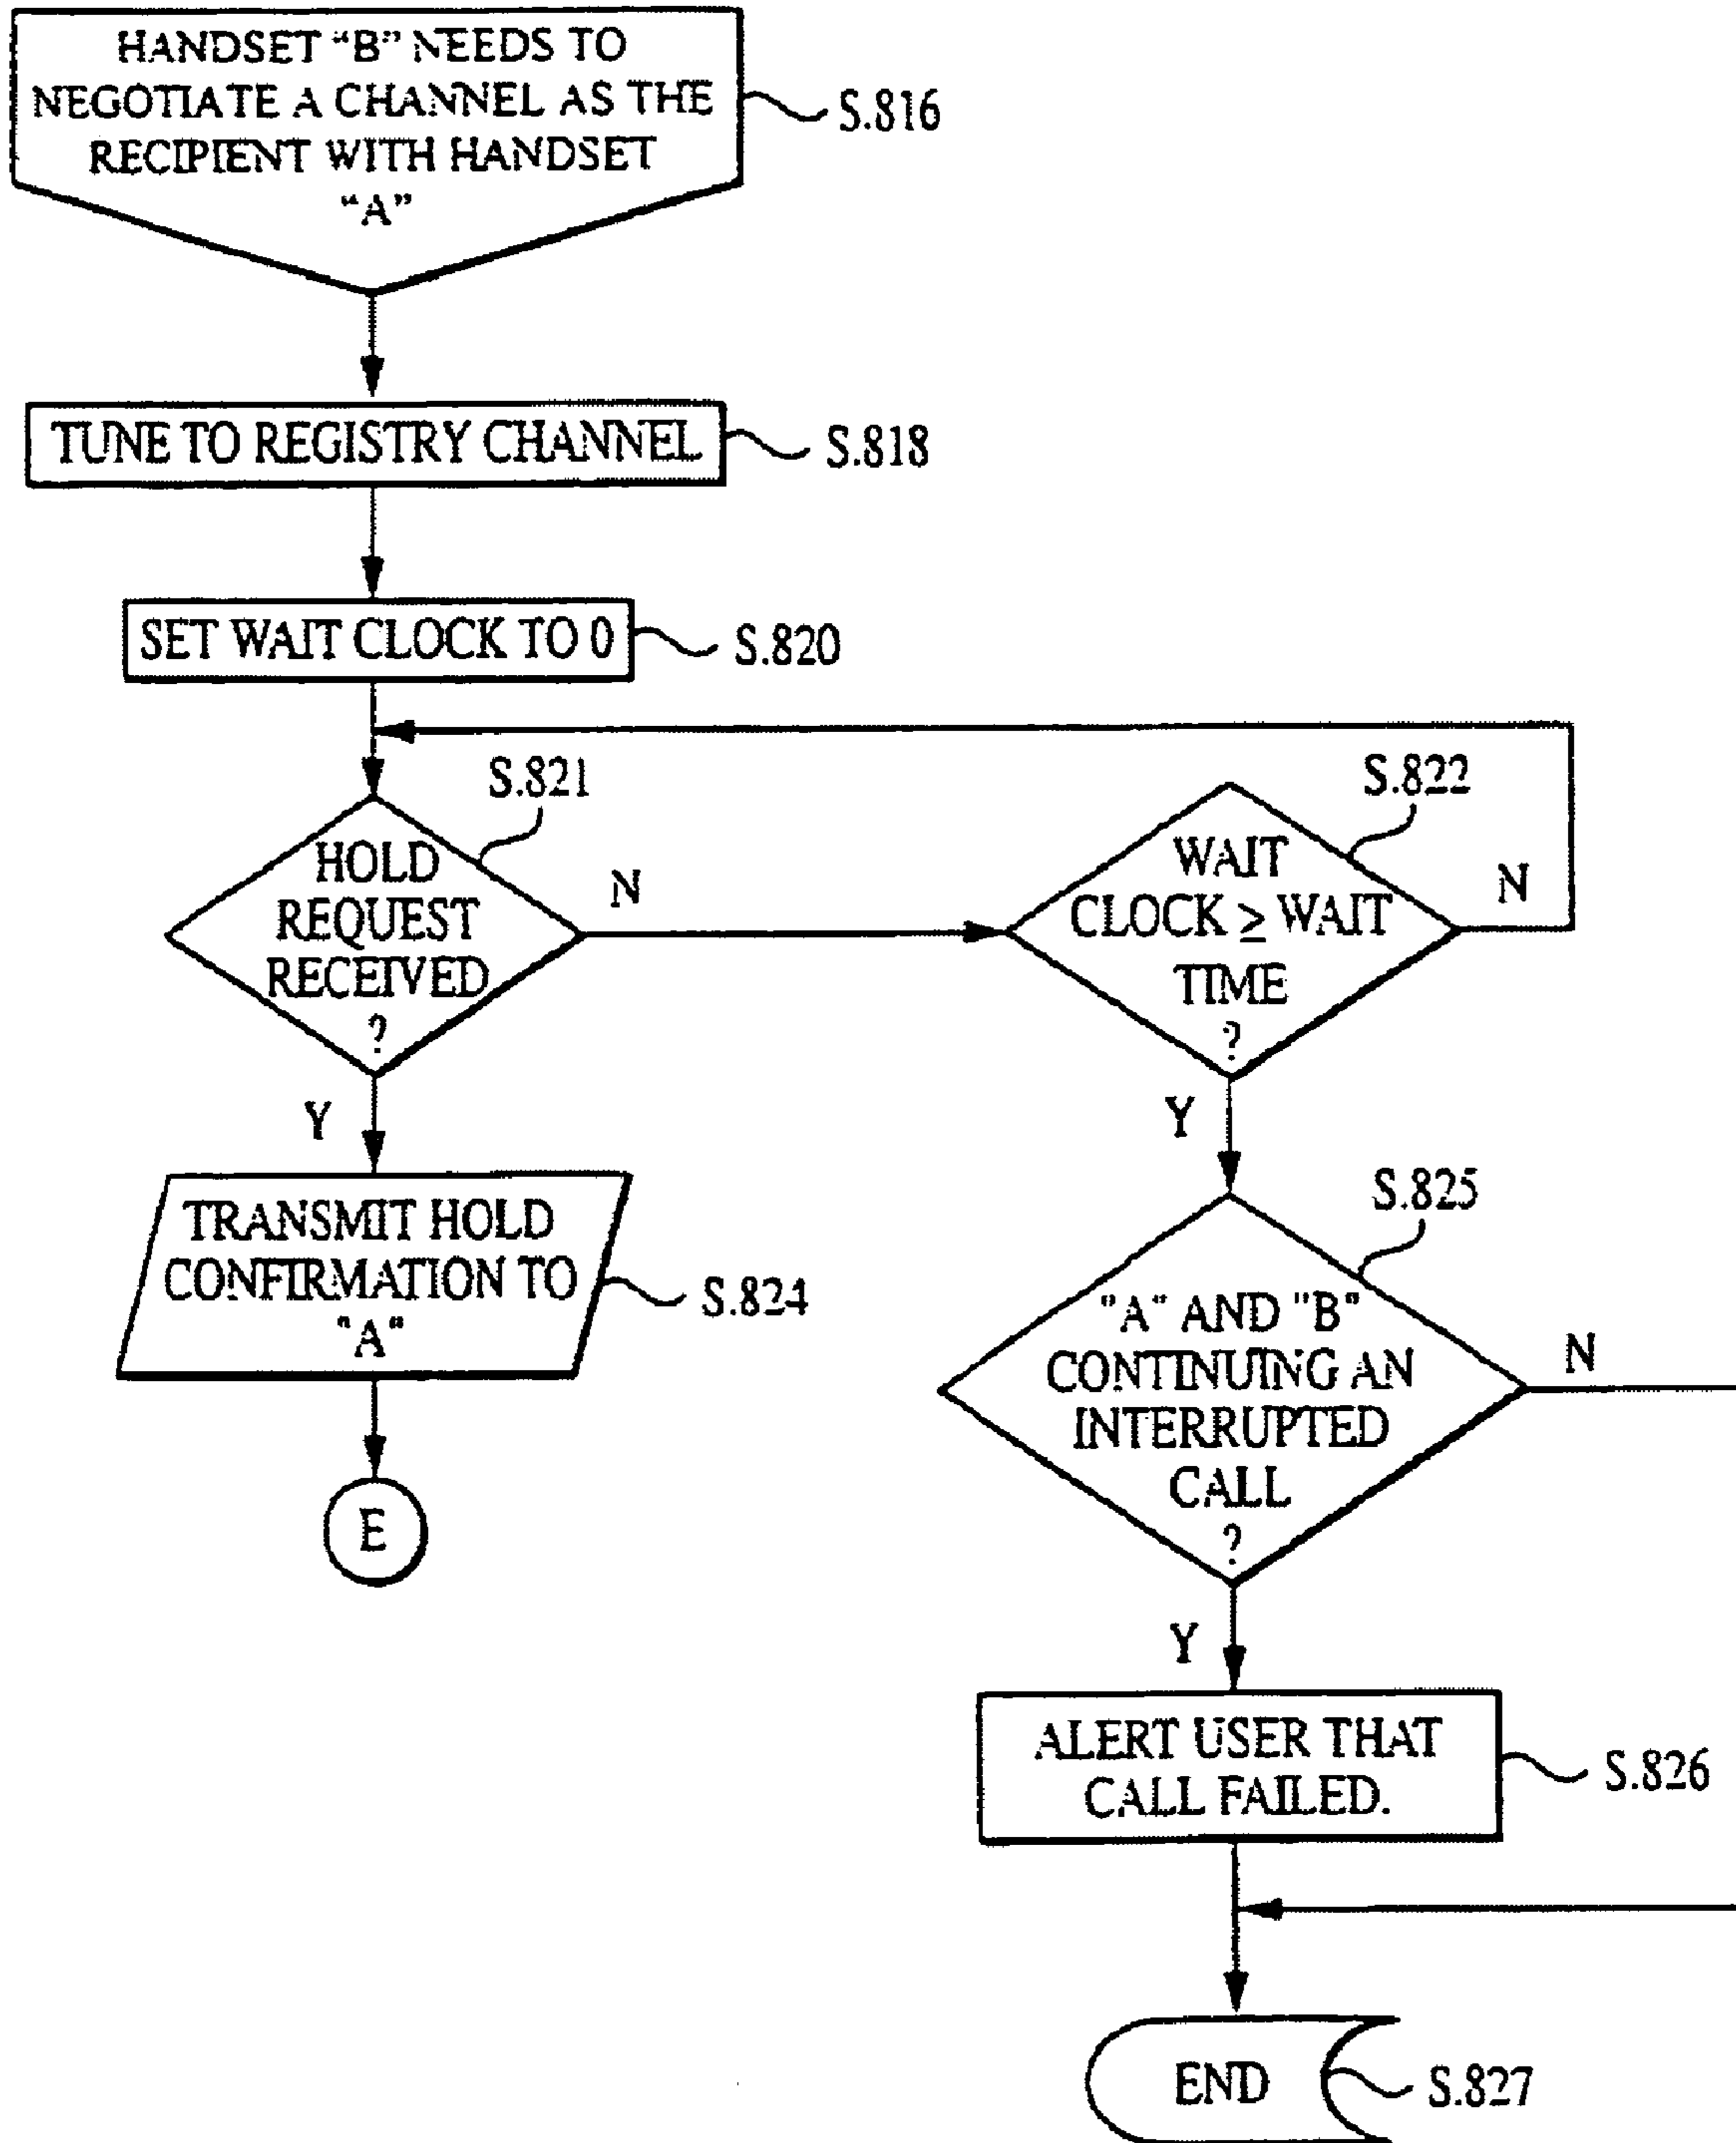 HANDSET “B” NEEDS TO
NEGOTIATE A CHANNEL AS THE
RECIPIENT WITH HANDSET
“A”
S.816
TUNE TO REGISTRY CHANNEL
S.818
SET WAIT CLOCK TO 0
S.820
S.821
HOLD
REQUEST
RECEIVED
?
N
Y
S.822
WAIT
CLOCK ≥ WAIT
TIME
?
N
Y
TRANSMIT HOLD
CONFIRMATION TO
"A"
S.824
E
S.825
"A" AND "B"
CONTINUING AN
INTERRUPTED
CALL
?
N
Y
ALERT USER THAT
CALL FAILED.
S.826
END
S.827